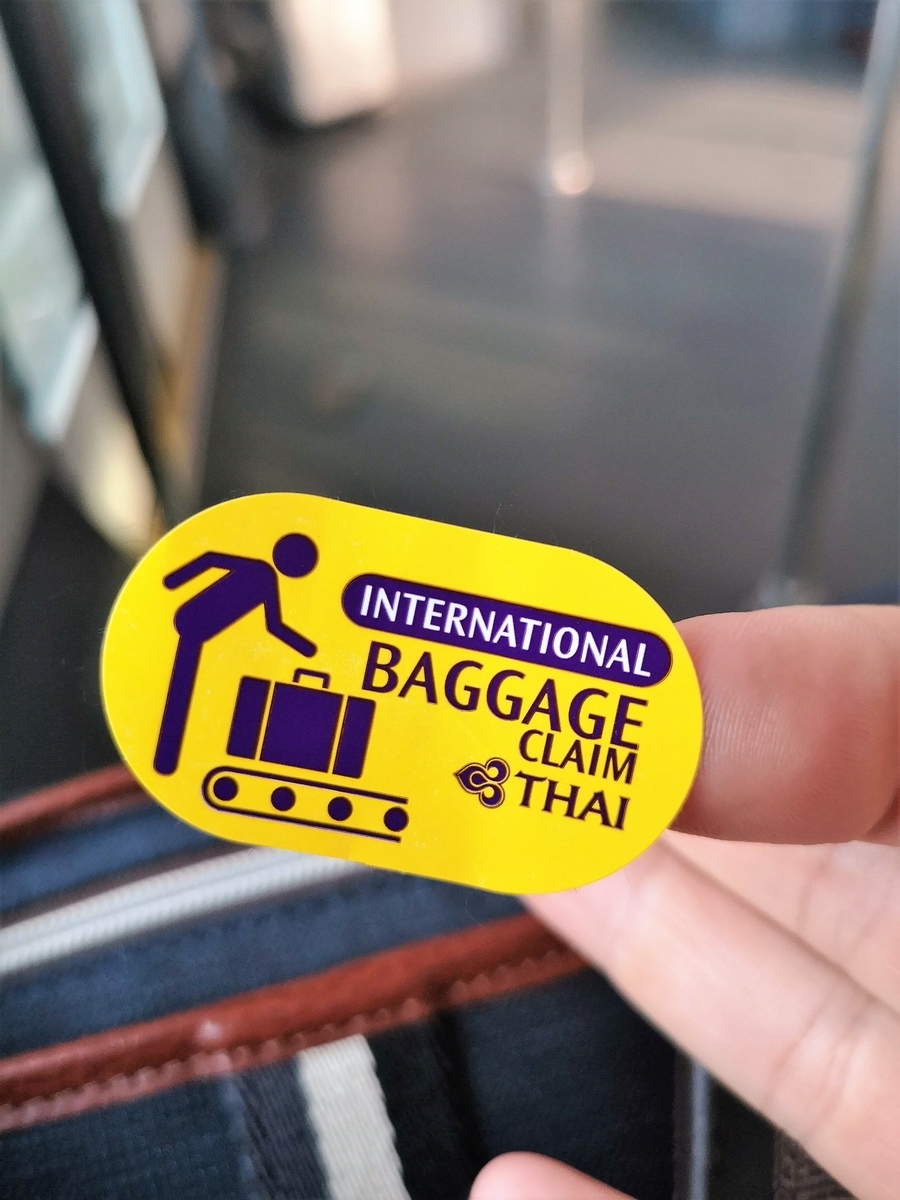 INTERNATIONAL
BAGGAGE
CLAIM
THAI